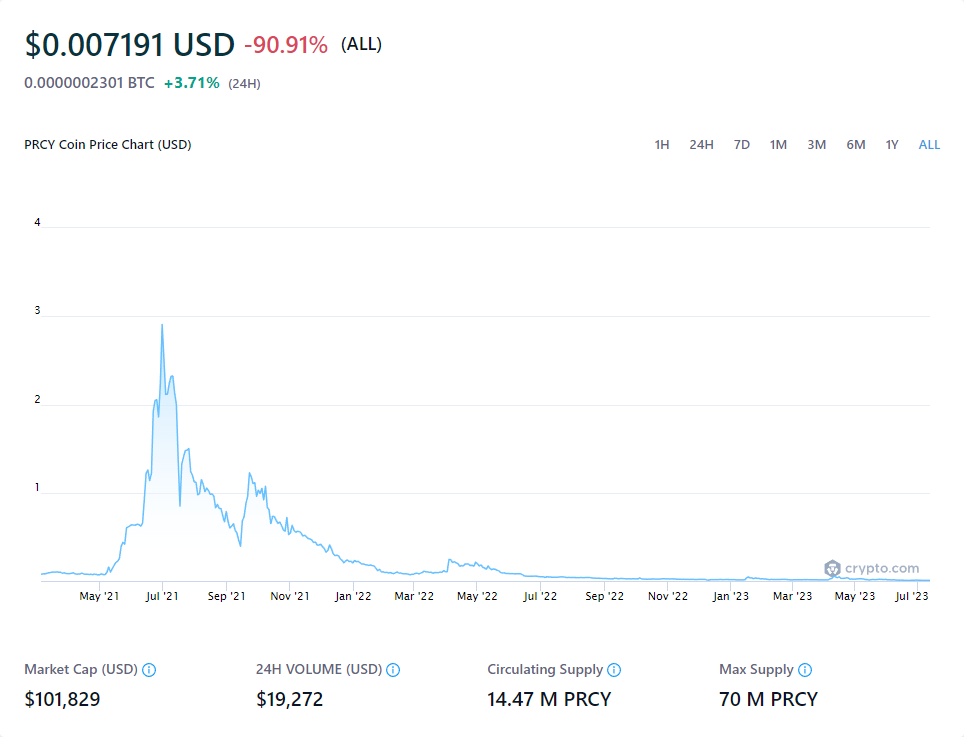 $0.007191 USD -90.91% (ALL)
0.0000002301 BTC +3.71% (24H)
PRCY Coin Price Chart (USD) 1H 24H 7D 1M 3M 6M 1Y ALL
4
3
2
1
crypto.com
May '21 Jul '21 Sep '21 Nov '21 Jan '22 Mar '22 May '22 Jul '22 Sep '22 Nov '22 Jan '23 Mar '23 May '23 Jul '23
Market Cap (USD) 24H VOLUME (USD) Circulating Supply Max Supply
$101,829 $19,272 14.47 M PRCY 70 M PRCY